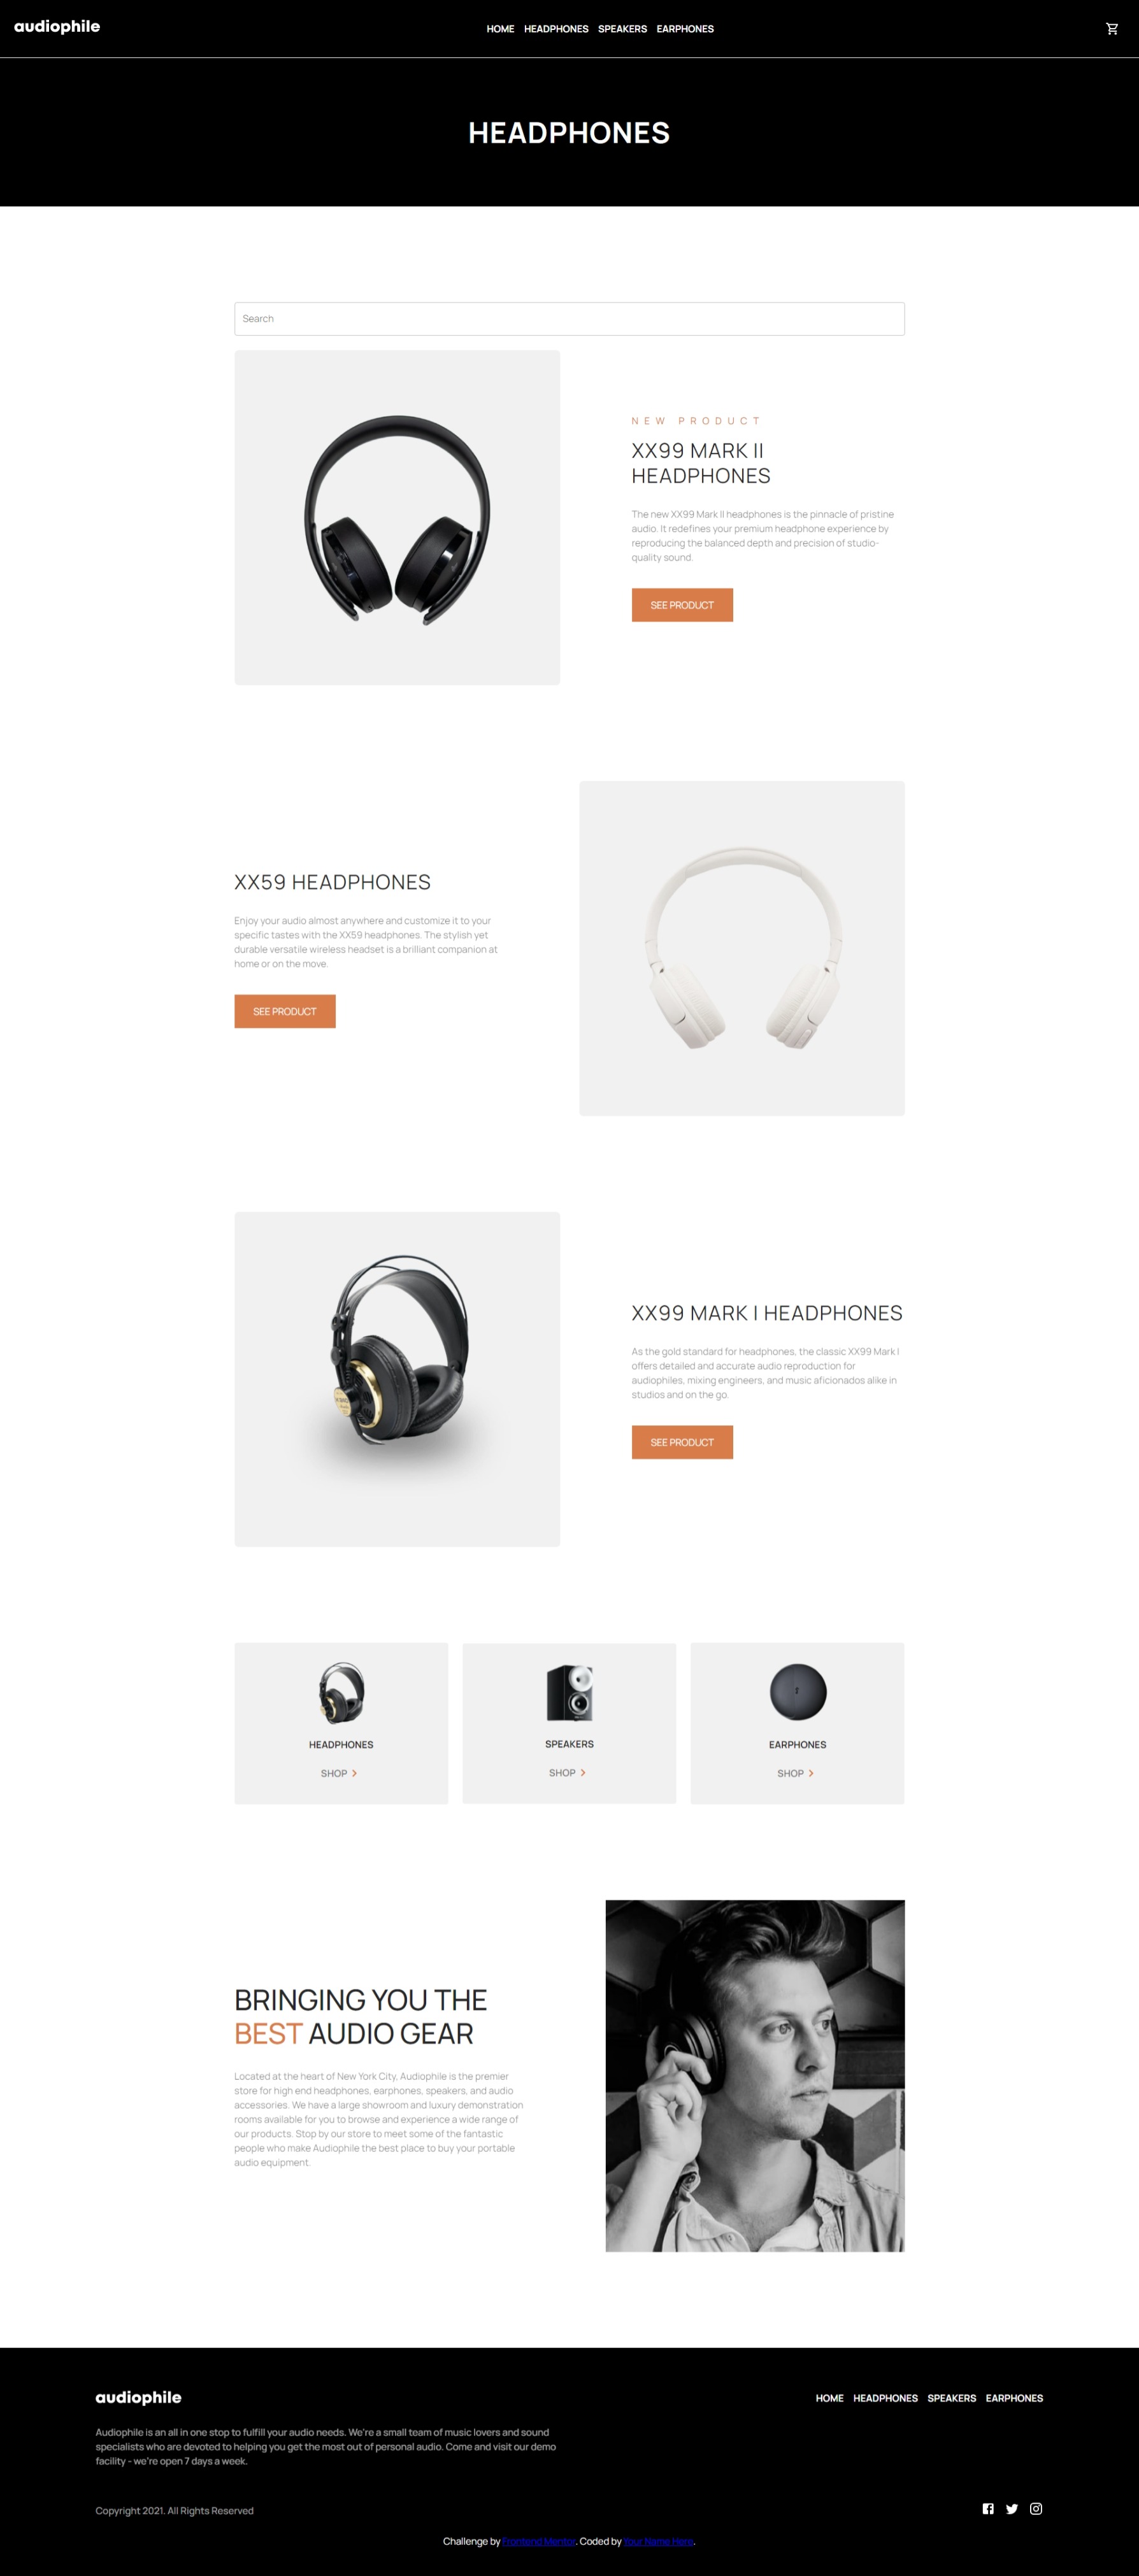 audiophile
HOME HEADPHONES SPEAKERS EARPHONES
HEADPHONES
Search
NEW PRODUCT
XX99 MARK II
HEADPHONES
The new XX99 Mark II headphones is the pinnacle of pristine
audio. It redefines your premium headphone experience by
reproducing the balanced depth and precision of studio-
quality sound.
SEE PRODUCT
XX59 HEADPHONES
Enjoy your audio almost anywhere and customize it to your
specific tastes with the XX59 headphones. The stylish yet
durable versatile wireless headset is a brilliant companion at
home or on the move.
SEE PRODUCT
XX99 MARK I HEADPHONES
As the gold standard for headphones, the classic XX99 Mark I
offers detailed and accurate audio reproduction for
audiophiles, mixing engineers, and music aficionados alike in
studios and on the go.
SEE PRODUCT
HEADPHONES
SHOP
SPEAKERS
SHOP
EARPHONES
SHOP
BRINGING YOU THE
BEST AUDIO GEAR
Located at the heart of New York City, Audiophile is the premier
store for high end headphones, earphones, speakers, and audio
accessories. We have a large showroom and luxury demonstration
rooms available for you to browse and experience a wide range of
our products. Stop by our store to meet some of the fantastic
people who make Audiophile the best place to buy your portable
audio equipment.
audiophile
HOME HEADPHONES SPEAKERS EARPHONES
Audiophile is an all in one stop to fulfill your audio needs. We're a small team of music lovers and sound
specialists who are devoted to helping you get the most out of personal audio. Come and visit our demo
facility - we're open 7 days a week.
Copyright 2021. All Rights Reserved
Challenge by Frontend Mentor. Coded by Your Name Here.